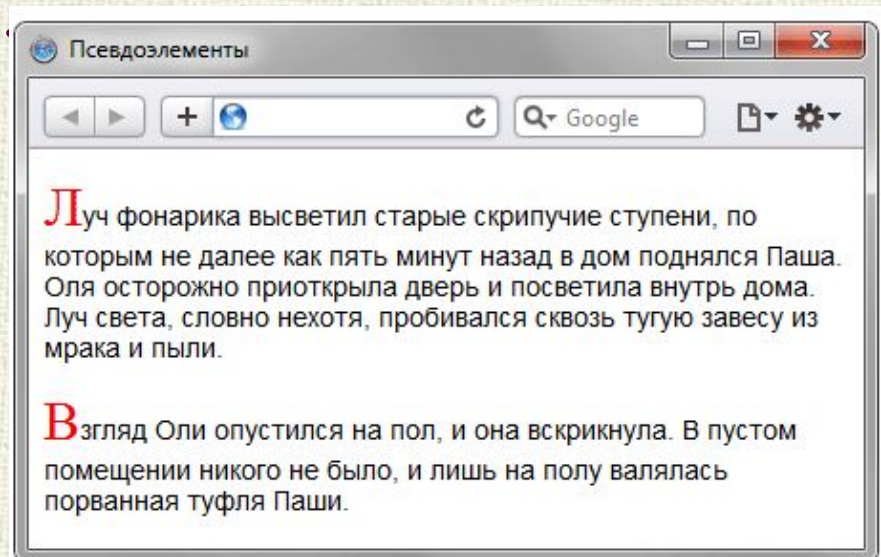 Псевдоэлементы
Google
Луч фонарика высветил старые скрипучие ступени, по
которым не далее как пять минут назад в дом поднялся Паша.
Оля осторожно приоткрыла дверь и посветила внутрь дома.
Луч света, словно нехотя, пробивался сквозь тугую завесу из
мрака и пыли.
Взгляд Оли опустился на пол, и она вскрикнула. В пустом
помещении никого не было, и лишь на полу валялась
порванная туфля Паши.